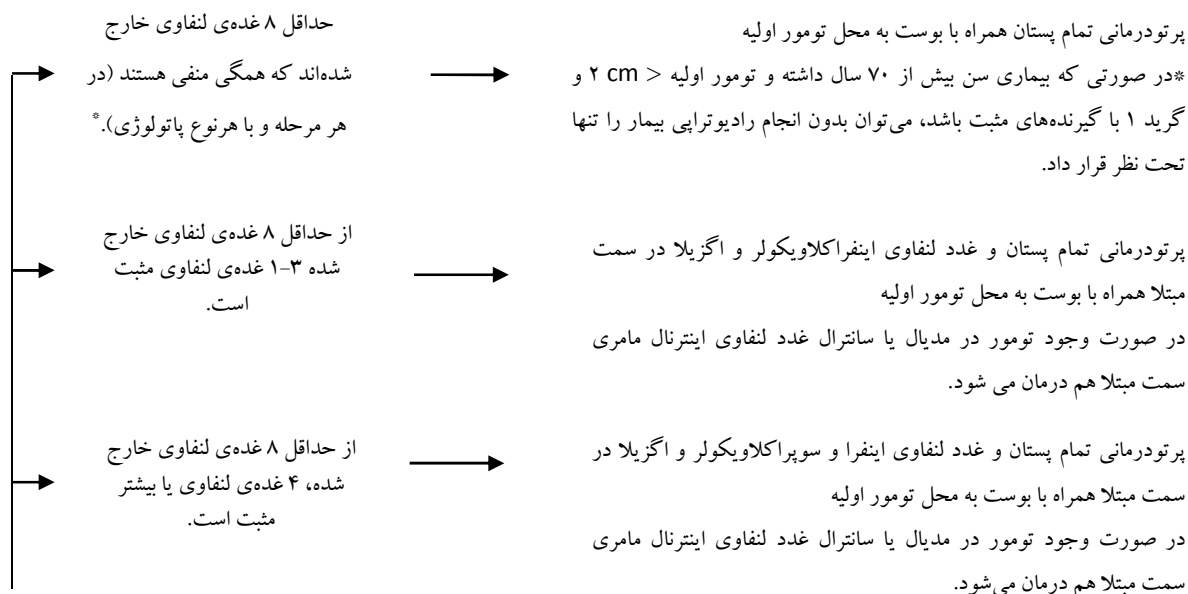 حداقل ۸ غده‌ی لنفاوی خارج
شده‌اند که همگی منفی هستند (در
هر مرحله و با هرنوع پاتولوژی).*
پرتودرمانی تمام پستان همراه با بوست به محل تومور اولیه
*در صورتی که بیماری سن بیش از ۷۰ سال داشته و تومور اولیه < ۲ cm و
گرید ۱ با گیرنده‌های مثبت باشد، می‌توان بدون انجام رادیوتراپی بیمار را تنها
تحت نظر قرار داد.
از حداقل ۸ غده‌ی لنفاوی خارج
شده ۳-۱ غده‌ی لنفاوی مثبت
است.
پرتودرمانی تمام پستان و غدد لنفاوی اینفراکلاویکولر و اگزیلا در سمت
مبتلا همراه با بوست به محل تومور اولیه
در صورت وجود تومور در مدیال یا سانترال غدد لنفاوی اینترنال مامری
سمت مبتلا هم درمان می شود.
از حداقل ۸ غده‌ی لنفاوی خارج
شده، ۴ غده‌ی لنفاوی یا بیشتر
مثبت است.
پرتودرمانی تمام پستان و غدد لنفاوی اینفرا و سوپراکلاویکولر و اگزیلا در
سمت مبتلا همراه با بوست به محل تومور اولیه
در صورت وجود تومور در مدیال یا سانترال غدد لنفاوی اینترنال مامری
سمت مبتلا هم درمان می‌شود.